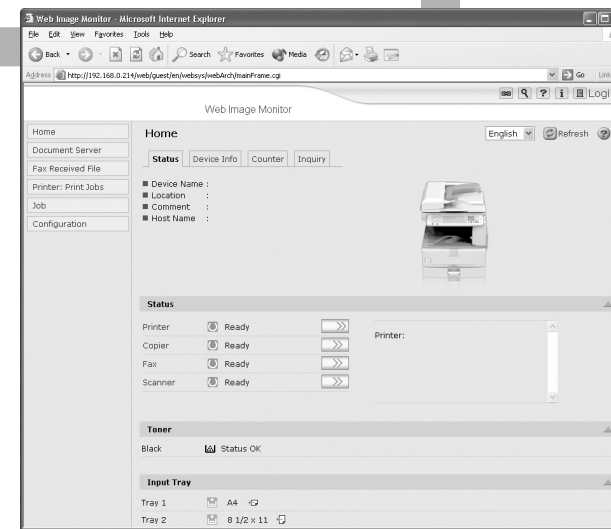 Web Image Monitor - Microsoft Internet Explorer
File Edit View Favorites Tools Help
Back Search Favorites Media
Address http://192.168.0.214/web/guest/en/websys/webArch/mainFrame.cgi Go Link
? i Logi
Web Image Monitor
Home
Document Server
Fax Received File
Printer: Print Jobs
Job
Configuration
Home English Refresh ?
Status Device Info Counter Inquiry
Device Name :
Location :
Comment :
Host Name :
Status
Printer Ready
Copier Ready
Fax Ready
Scanner Ready
Printer:
Toner
Black Status OK
Input Tray
Tray 1 A4
Tray 2 8 1/2 x 11